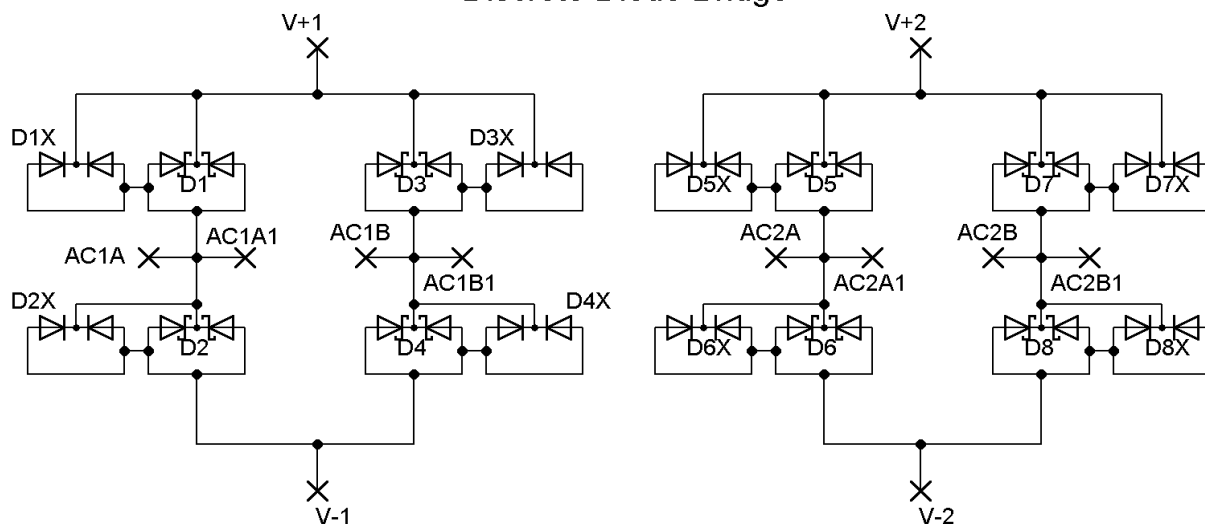 V+1 V+2
D1X D3X
D1 D3 D5X D5 D7 D7X
AC1A AC1A1 AC1B AC1B1 AC2A AC2A1 AC2B AC2B1
D2X D4X
D2 D4 D6X D6 D8 D8X
V-1 V-2